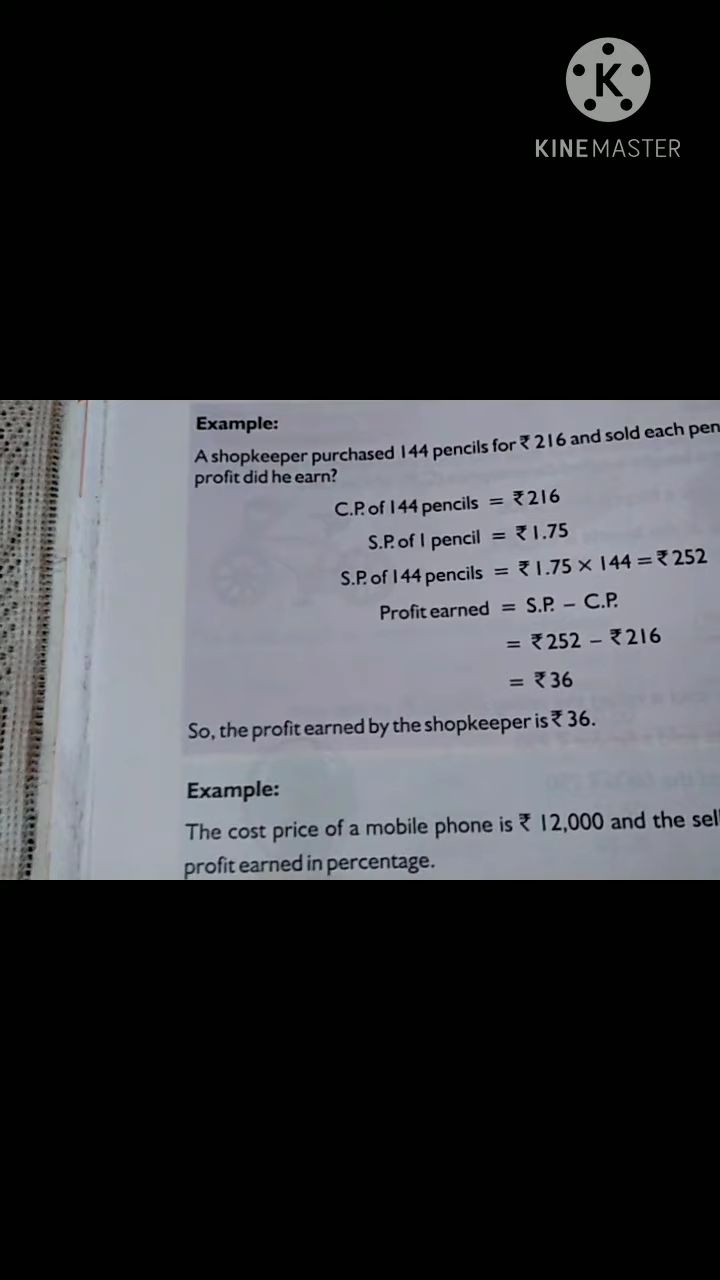 K
KINEMASTER
Example:
A shopkeeper purchased 144 pencils for ₹ 216 and sold each pen
profit did he earn?
C.P. of 144 pencils = ₹216
S.P. of 1 pencil = ₹1.75
S.P. of 144 pencils = ₹1.75 × 144 = ₹252
Profit earned = S.P. – C.P.
= ₹252 – ₹216
= ₹36
So, the profit earned by the shopkeeper is ₹ 36.
Example:
The cost price of a mobile phone is ₹ 12,000 and the sel
profit earned in percentage.